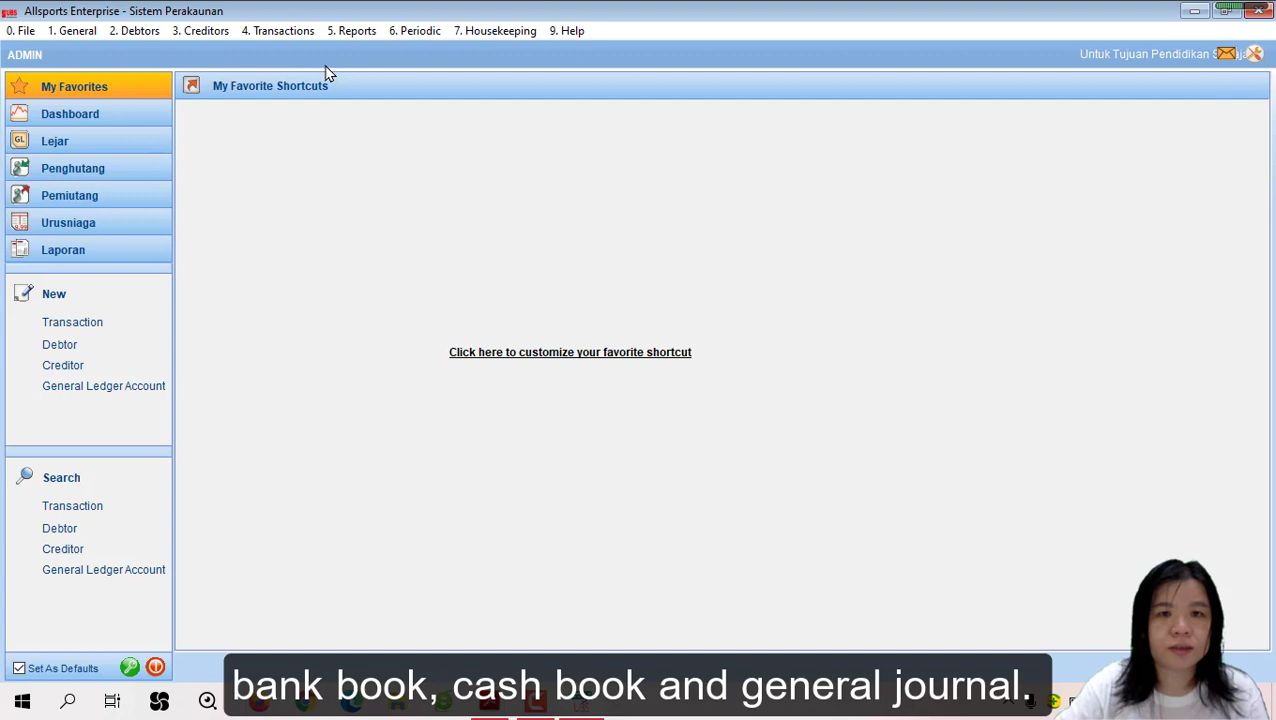 Allsports Enterprise - Sistem Perakaunan
0. File 1. General 2. Debtors 3. Creditors 4. Transactions 5. Reports 6. Periodic 7. Housekeeping 9. Help
ADMIN
Untuk Tujuan Pendidikan
My Favorites
My Favorite Shortcuts
Dashboard
GL Lejar
Penghutang
Pemiutang
Urusniaga
Laporan
New
Transaction
Debtor
Creditor
General Ledger Account
Click here to customize your favorite shortcut
Search
Transaction
Debtor
Creditor
General Ledger Account
Set As Defaults
bank book, cash book and general journal.